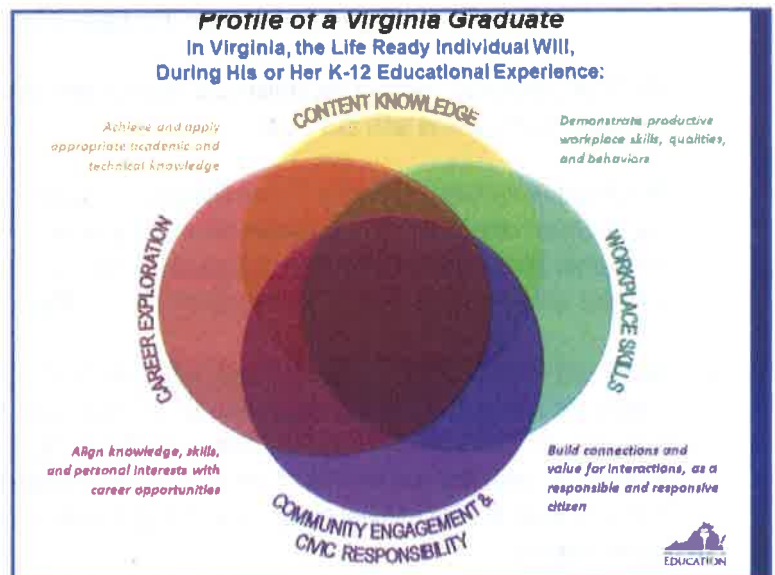 Profile of a Virginia Graduate
In Virginia, the Life Ready Individual Will,
During His or Her K-12 Educational Experience:
CONTENT KNOWLEDGE
Achieve and apply
appropriate academic and
technical knowledge
Demonstrate productive
workplace skills, qualities,
and behaviors
CAREER EXPLORATION
WORKPLACE SKILLS
Align knowledge, skills,
and personal interests with
career opportunities
Build connections and
value for interactions, as a
responsible and responsive
citizen
COMMUNITY ENGAGEMENT &
CIVIC RESPONSIBILITY
EDUCATION